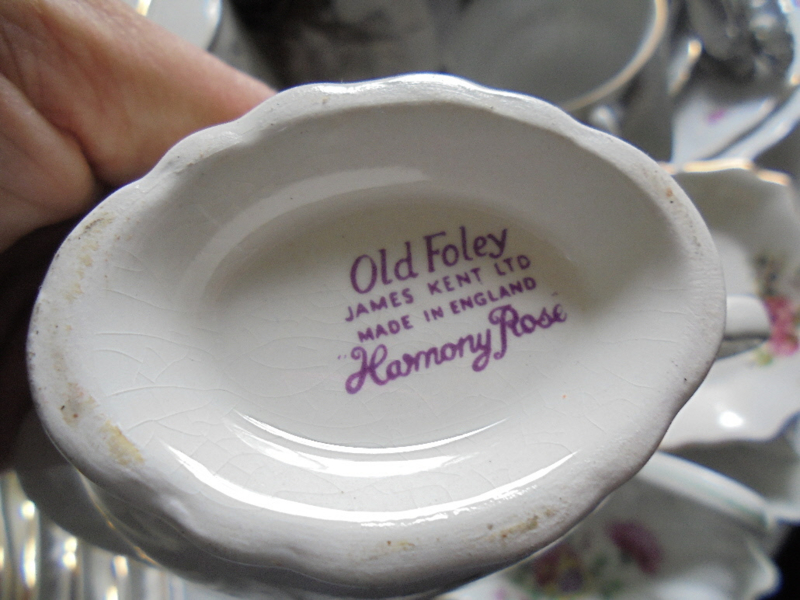 Old Foley
JAMES KENT LTD
MADE IN ENGLAND
"Harmony Rose"